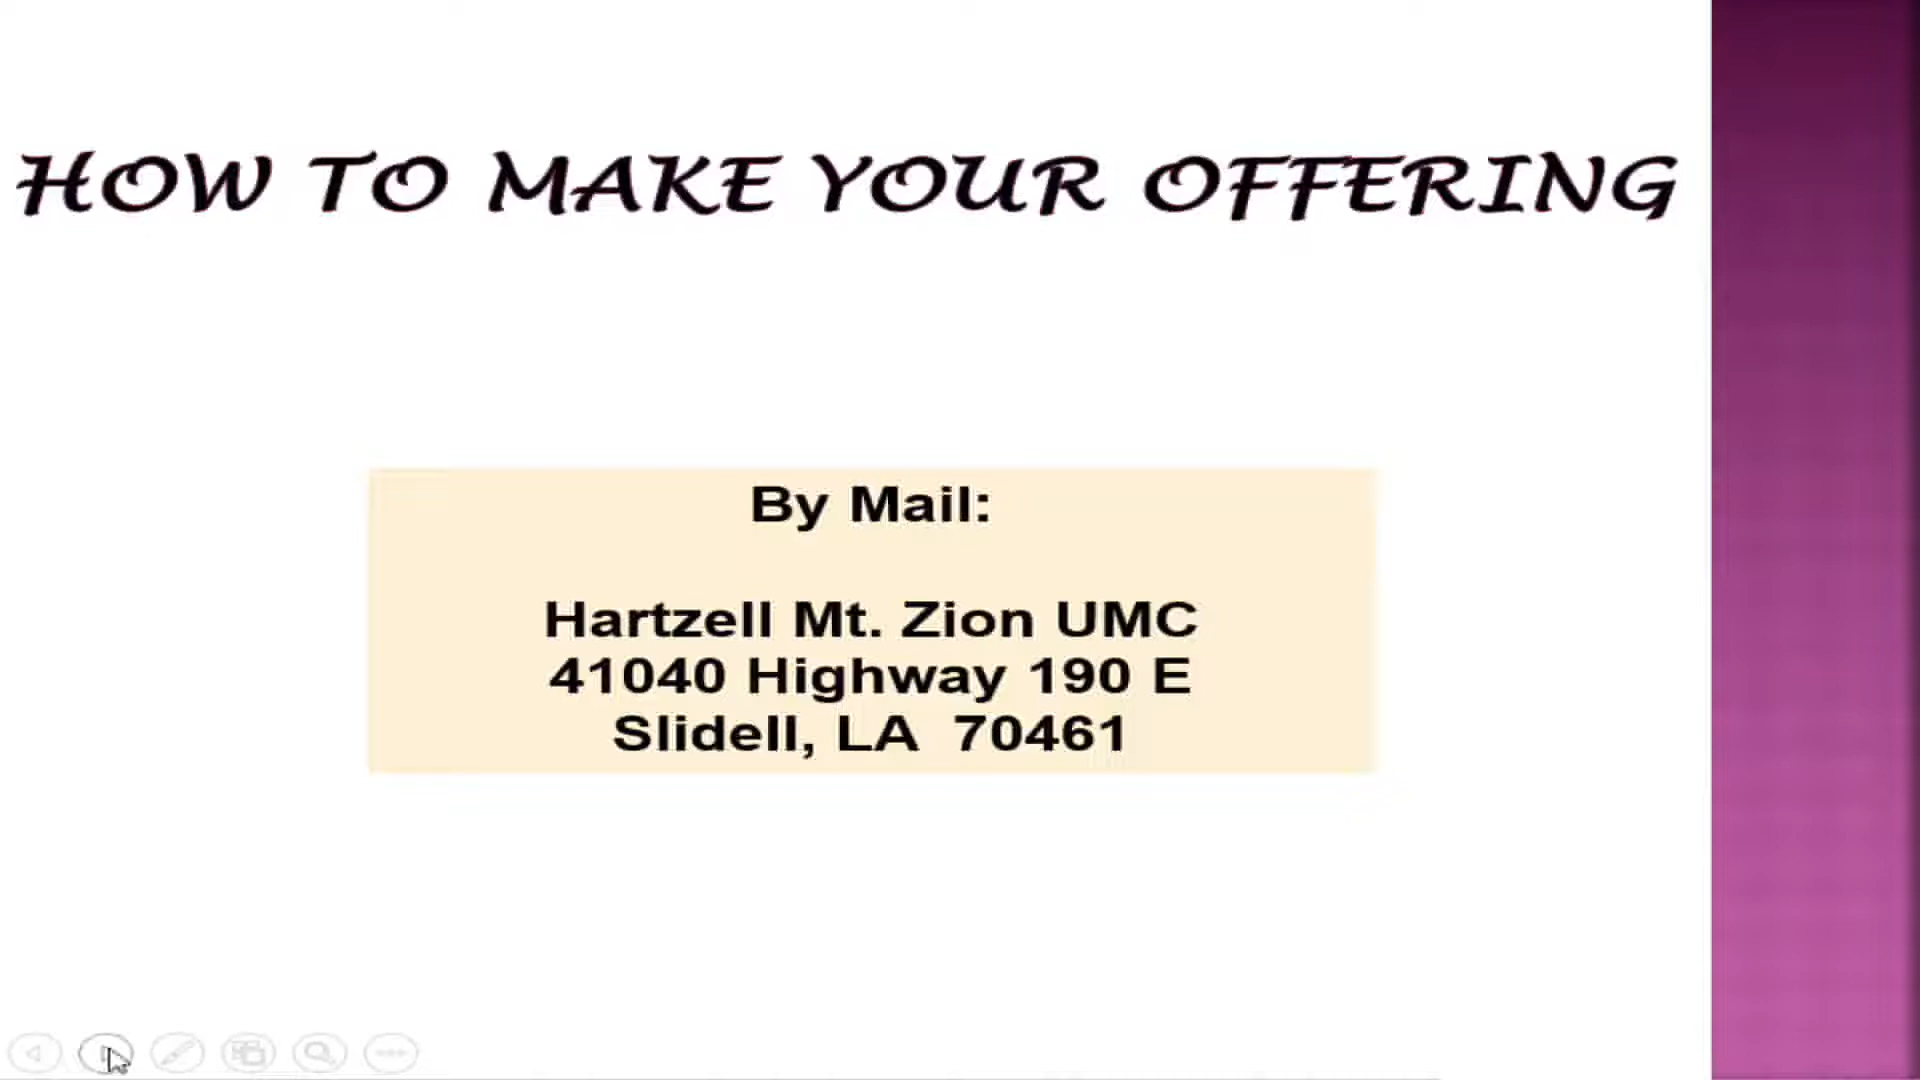 HOW TO MAKE YOUR OFFERING
By Mail:
Hartzell Mt. Zion UMC
41040 Highway 190 E
Slidell, LA  70461